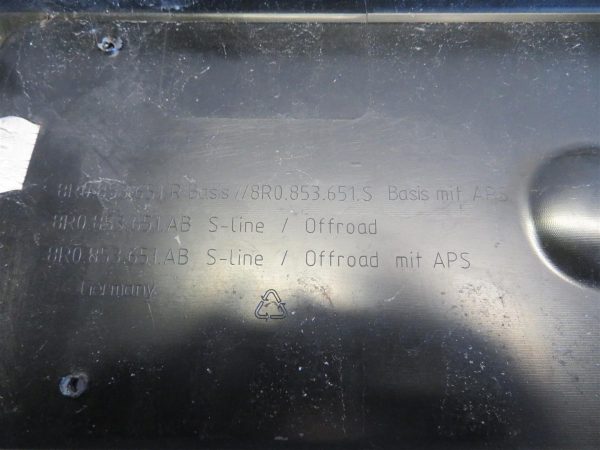 8R0.853.651.R Basis//8R0.853.651.S Basis mit APS
8R0.853.651.AB S-line / Offroad
8R0.853.651.AB S-line / Offroad mit APS
Germany